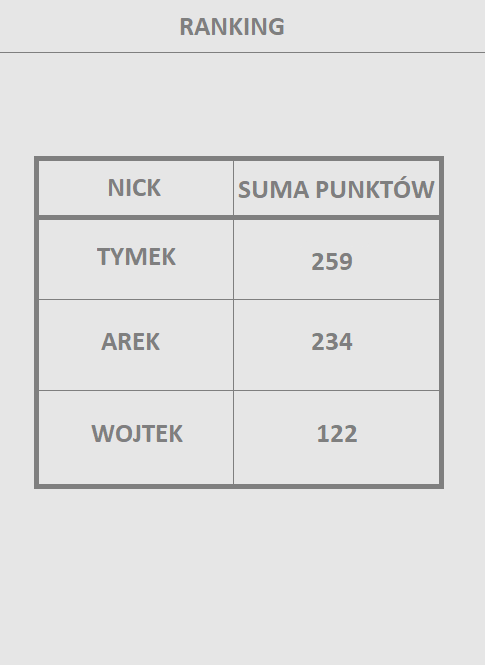 RANKING
NICK SUMA PUNKTÓW
TYMEK 259
AREK 234
WOJTEK 122